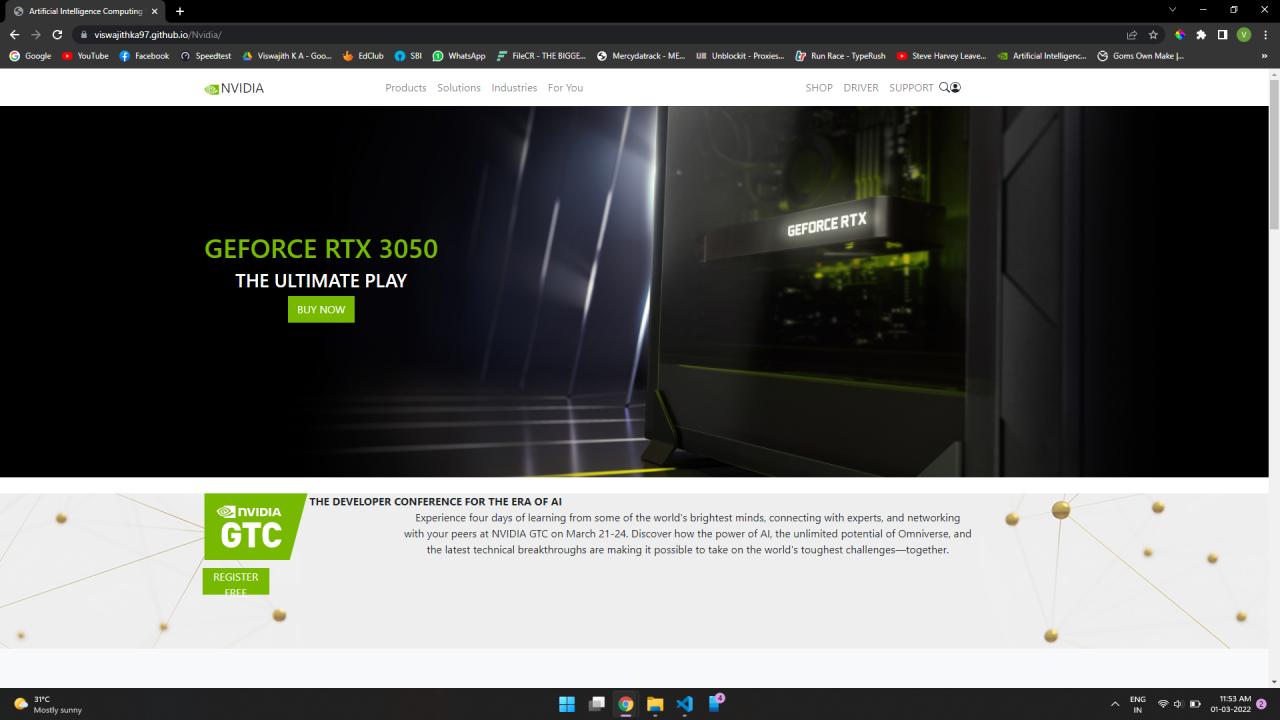 Artificial Intelligence Computing
viswajithka97.github.io/Nvidia/
V
Google
YouTube
Facebook
Speedtest
Viswajith K A - Goo...
EdClub
SBI
WhatsApp
FileCR - THE BIGGE...
Mercydatrack - ME...
Unblockit - Proxies...
Run Race - TypeRush
Steve Harvey Leave...
Artificial Intelligenc...
Goms Own Make |...
»
NVIDIA
Products
Solutions
Industries
For You
SHOP
DRIVER
SUPPORT
GEFORCE RTX
GEFORCE RTX 3050
THE ULTIMATE PLAY
BUY NOW
NVIDIA
GTC
THE DEVELOPER CONFERENCE FOR THE ERA OF AI
Experience four days of learning from some of the world's brightest minds, connecting with experts, and networking
with your peers at NVIDIA GTC on March 21-24. Discover how the power of AI, the unlimited potential of Omniverse, and
the latest technical breakthroughs are making it possible to take on the world's toughest challenges—together.
REGISTER
FREE
31°C
Mostly sunny
4
ENG
IN
11:53 AM
01-03-2022
2